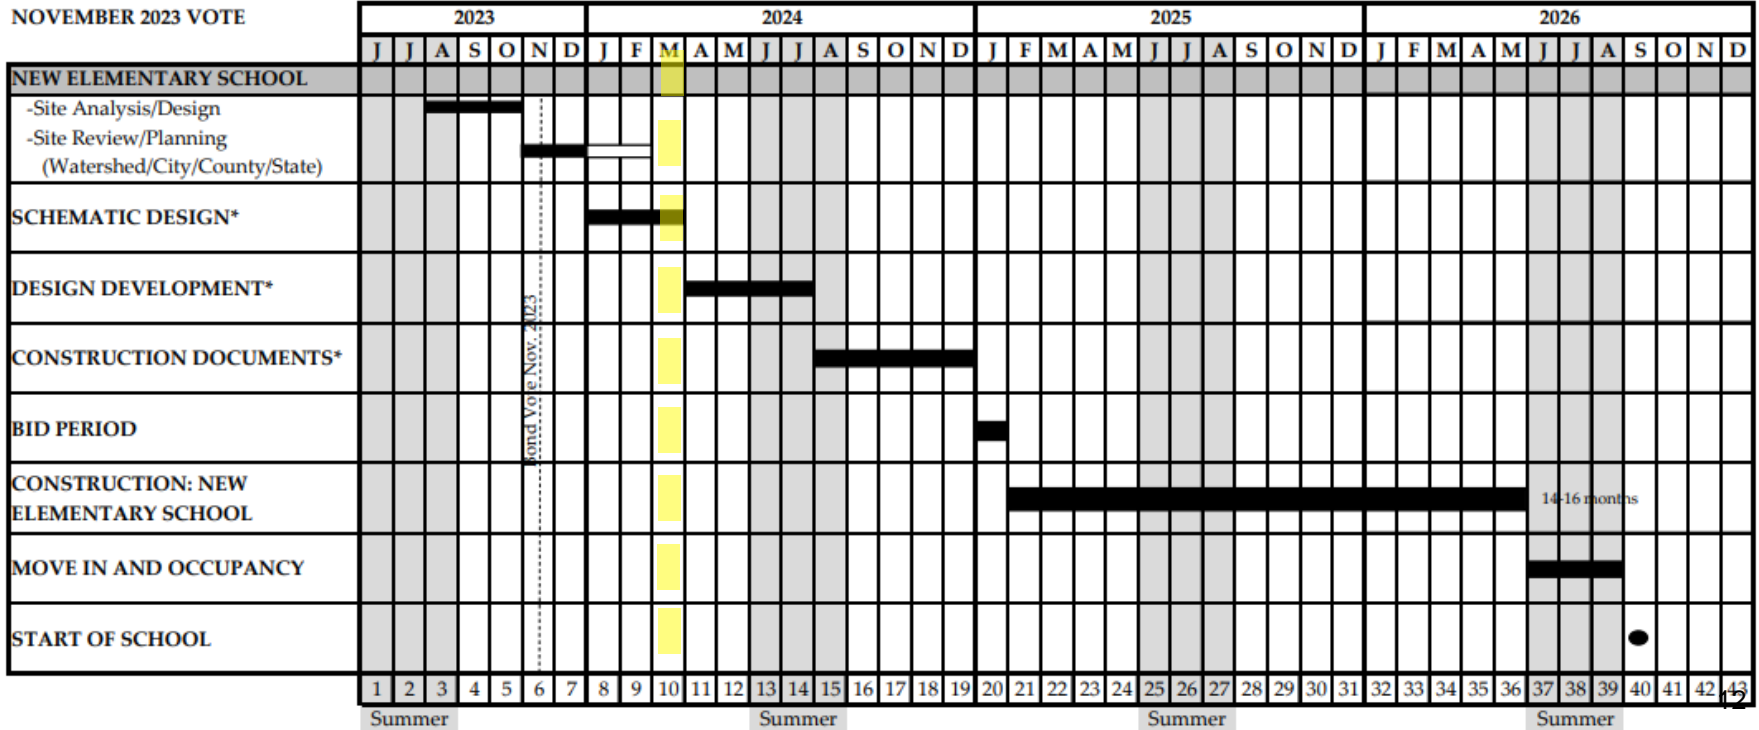 NOVEMBER 2023 VOTE 2023 2024 2025 2026
J J A S O N D J F M A M J J A S O N D J F M A M J J A S O N D J F M A M J J A S O N D
NEW ELEMENTARY SCHOOL
-Site Analysis/Design
-Site Review/Planning
(Watershed/City/County/State)
SCHEMATIC DESIGN*
DESIGN DEVELOPMENT*
Bond Vote Nov. 2023
CONSTRUCTION DOCUMENTS*
BID PERIOD
CONSTRUCTION: NEW
ELEMENTARY SCHOOL
14-16 months
MOVE IN AND OCCUPANCY
START OF SCHOOL
1 2 3 4 5 6 7 8 9 10 11 12 13 14 15 16 17 18 19 20 21 22 23 24 25 26 27 28 29 30 31 32 33 34 35 36 37 38 39 40 41 42 43
12
Summer Summer Summer Summer